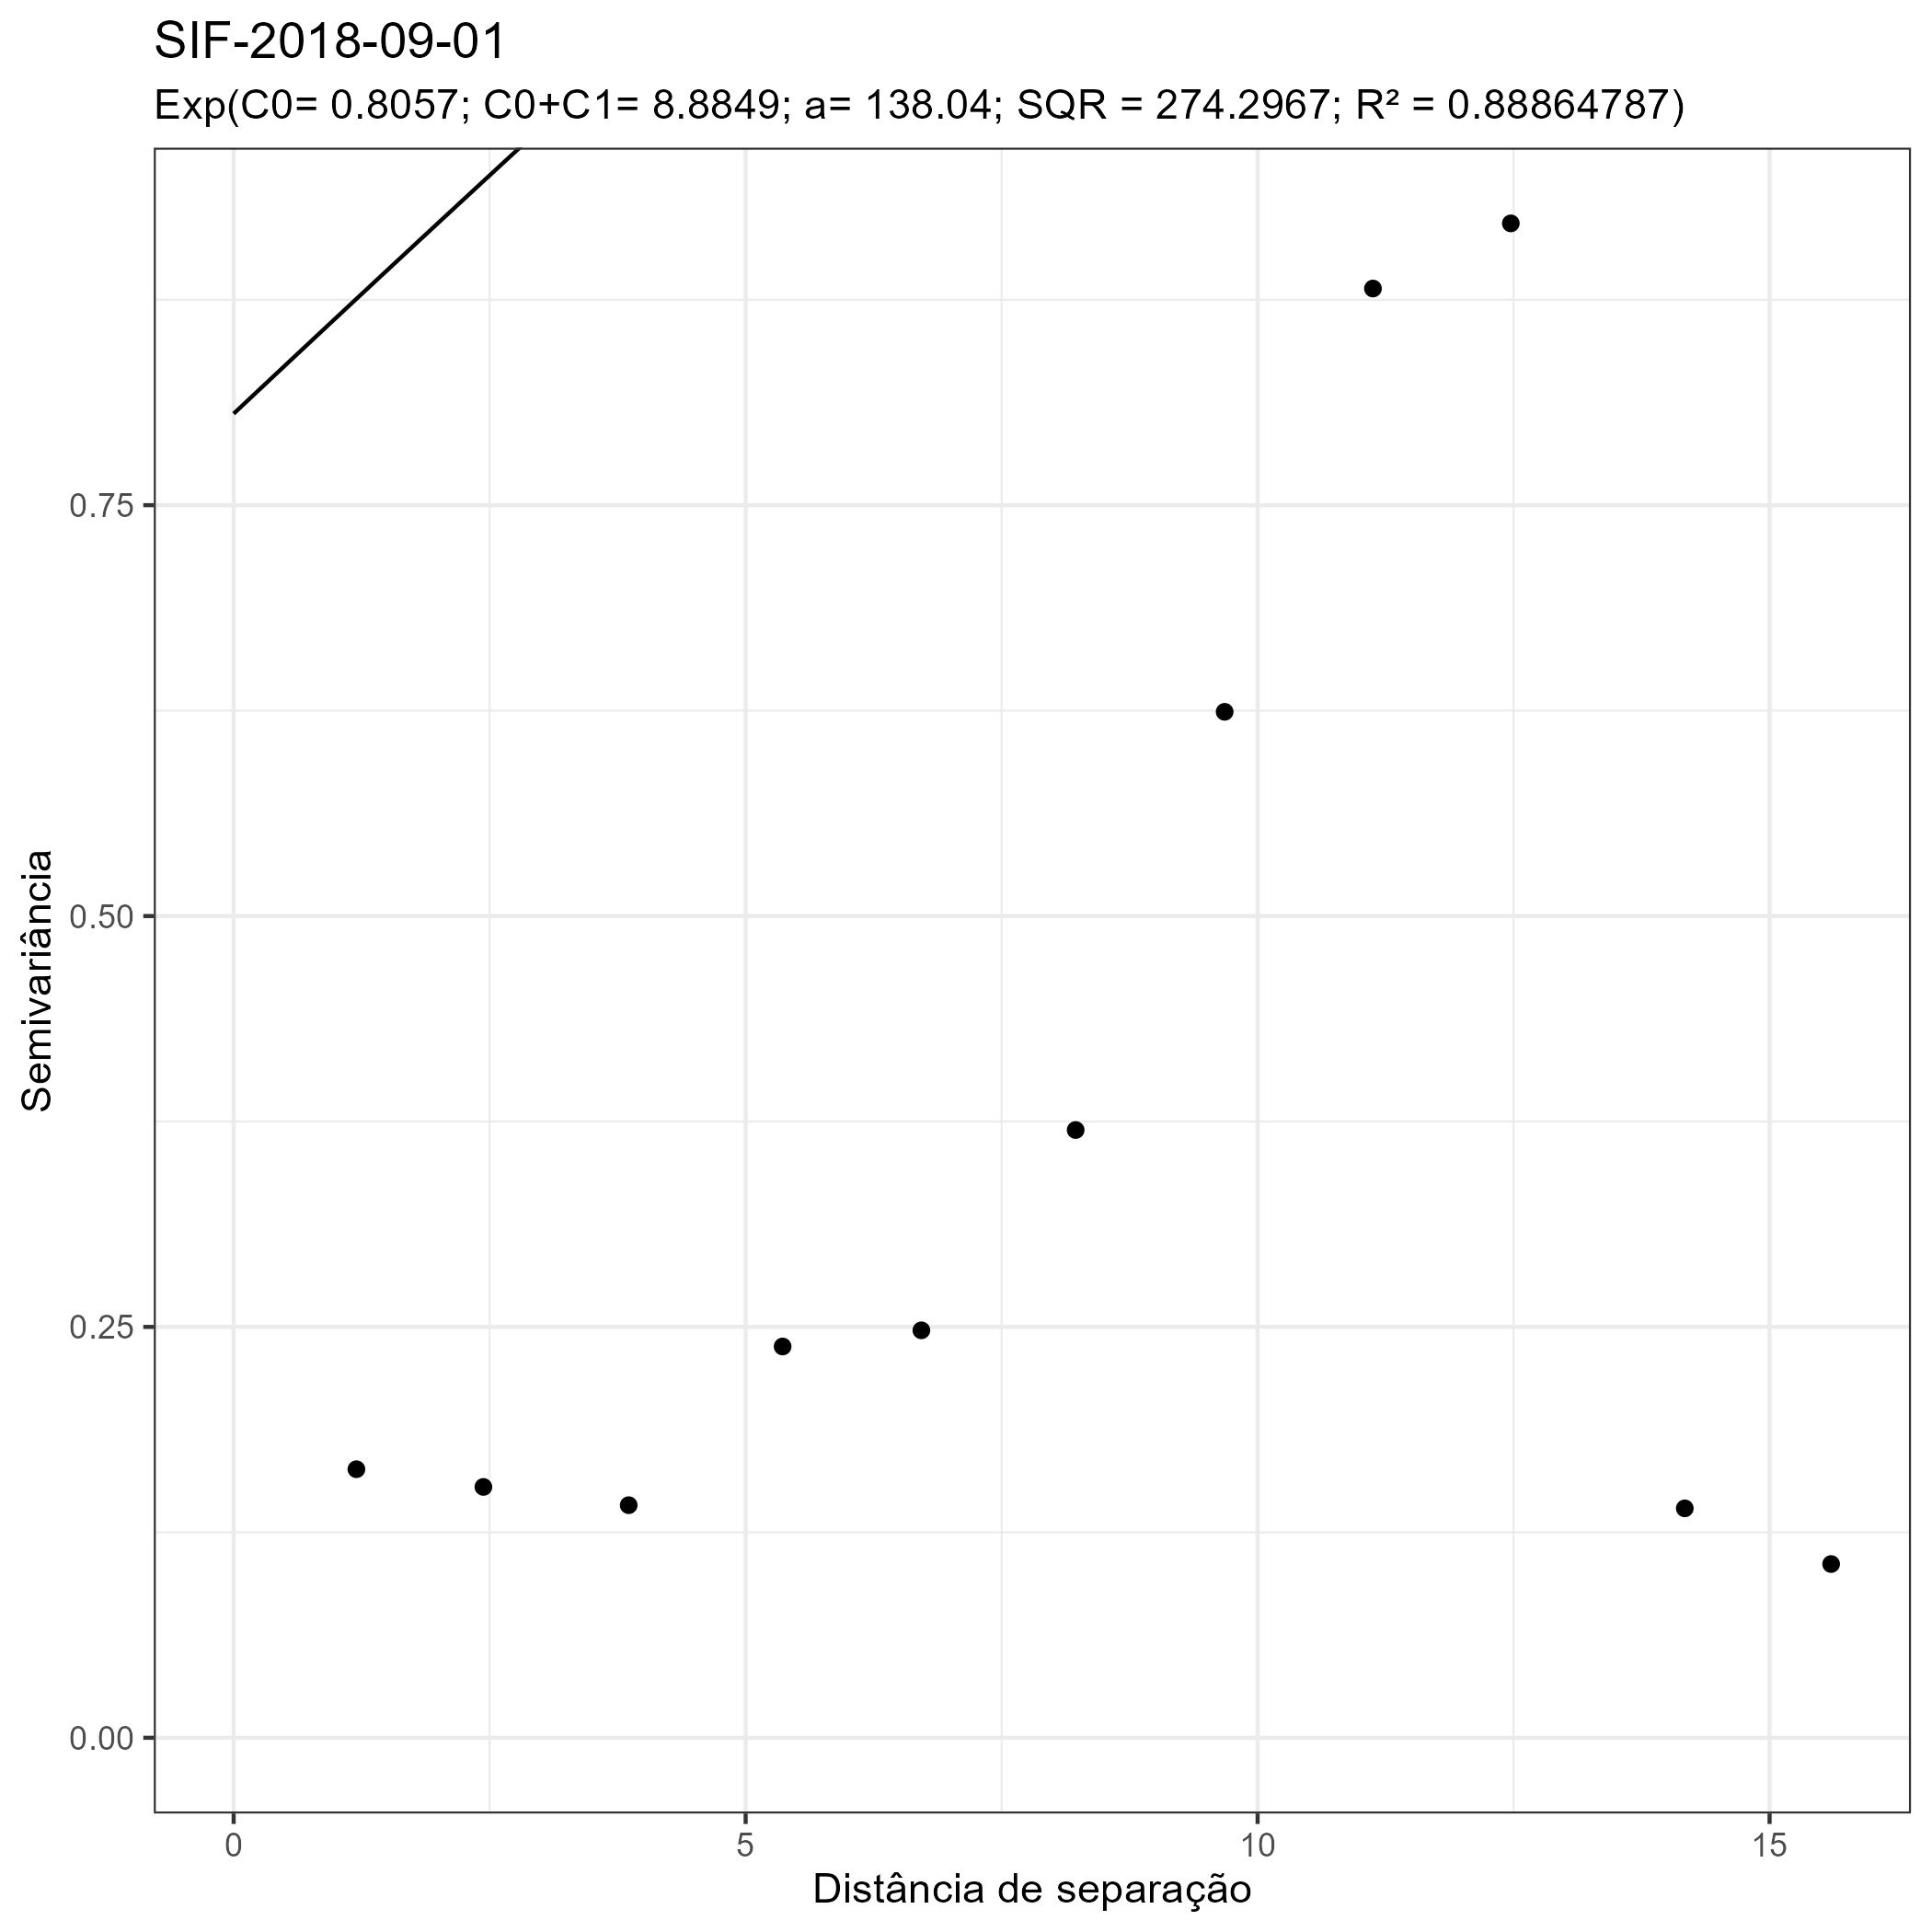 SIF-2018-09-01
Exp(C0= 0.8057; C0+C1= 8.8849; a= 138.04; SQR = 274.2967; R² = 0.88864787)
Semivariância
0.75
0.50
0.25
0.00
0
5
10
15
Distância de separação